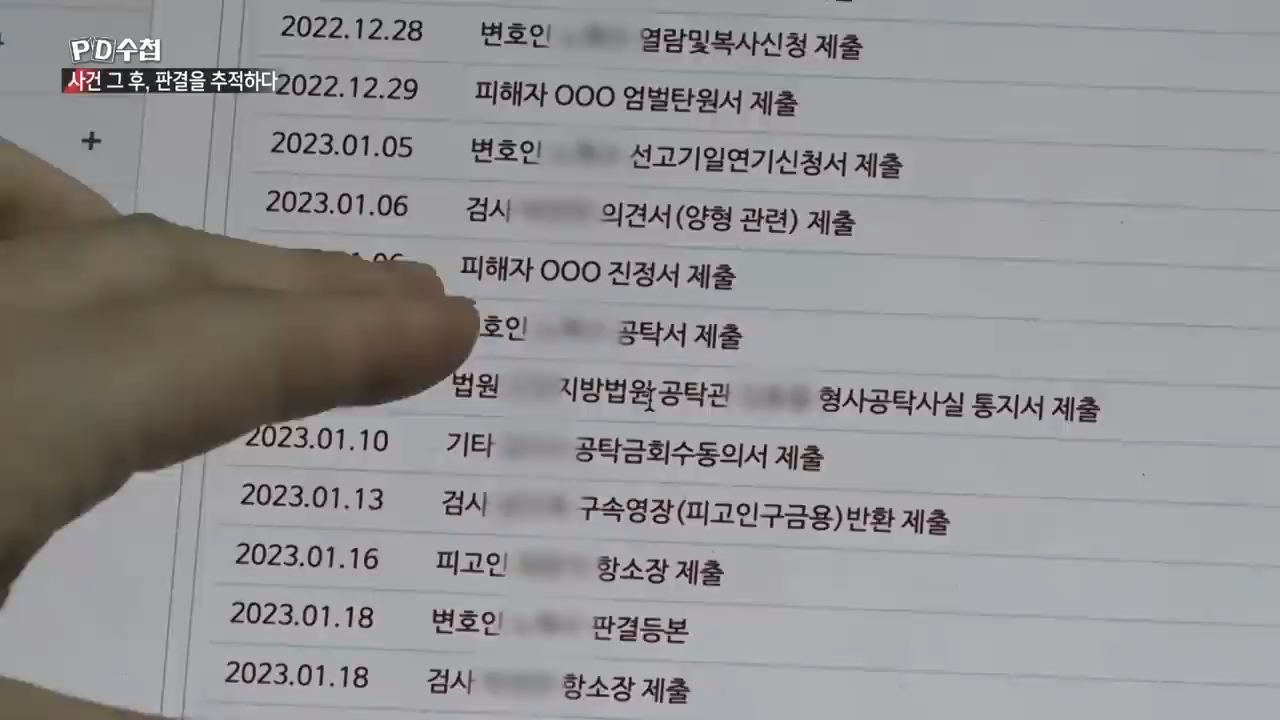 PD수첩
사건 그 후, 판결을 추적하다
2022.12.28 변호인 열람및복사신청 제출
2022.12.29 피해자 OOO 엄벌탄원서 제출
2023.01.05 변호인 선고기일연기신청서 제출
2023.01.06 검사 의견서(양형 관련) 제출
피해자 OOO 진정서 제출
호인 공탁서 제출
법원 지방법원 공탁관 형사공탁사실 통지서 제출
2023.01.10 기타 공탁금회수동의서 제출
2023.01.13 검사 구속영장(피고인구금용)반환 제출
2023.01.16 피고인 항소장 제출
2023.01.18 변호인 판결등본
2023.01.18 검사 항소장 제출